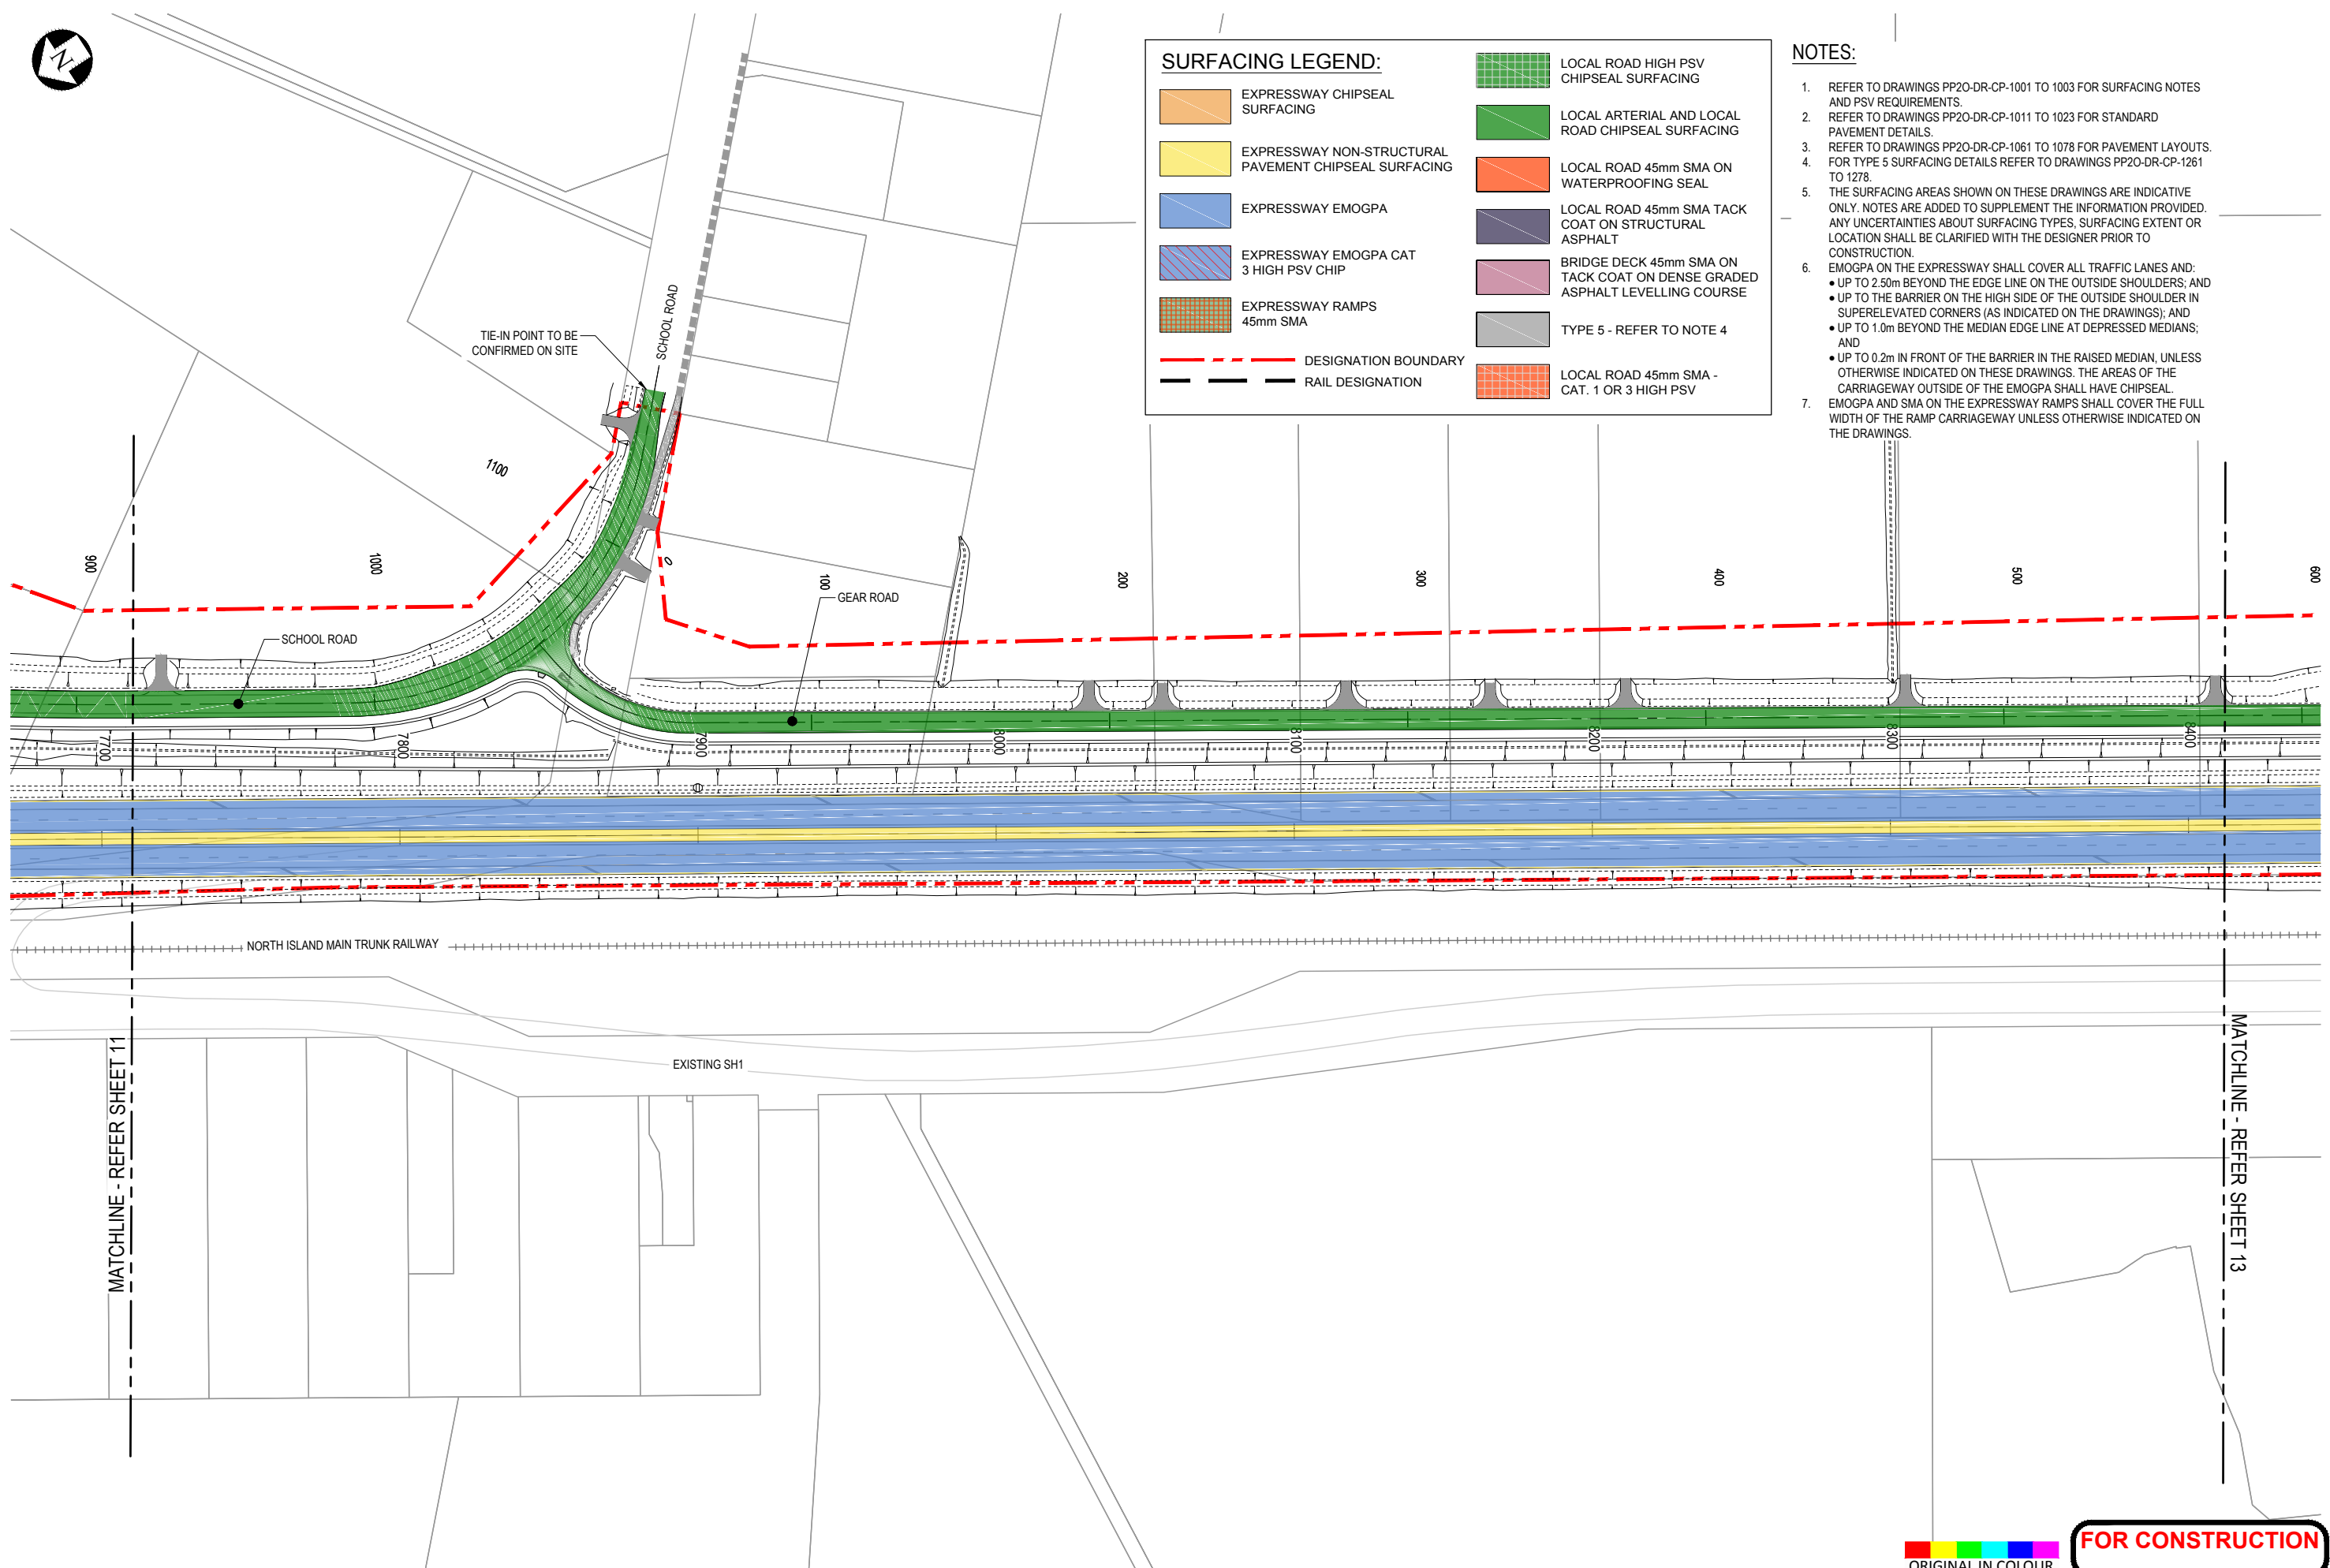 N
SURFACING LEGEND:
EXPRESSWAY CHIPSEAL
SURFACING
EXPRESSWAY NON-STRUCTURAL
PAVEMENT CHIPSEAL SURFACING
EXPRESSWAY EMOGPA
EXPRESSWAY EMOGPA CAT
3 HIGH PSV CHIP
EXPRESSWAY RAMPS
45mm SMA
DESIGNATION BOUNDARY
RAIL DESIGNATION
LOCAL ROAD HIGH PSV
CHIPSEAL SURFACING
LOCAL ARTERIAL AND LOCAL
ROAD CHIPSEAL SURFACING
LOCAL ROAD 45mm SMA ON
WATERPROOFING SEAL
LOCAL ROAD 45mm SMA TACK
COAT ON STRUCTURAL
ASPHALT
BRIDGE DECK 45mm SMA ON
TACK COAT ON DENSE GRADED
ASPHALT LEVELLING COURSE
TYPE 5 - REFER TO NOTE 4
LOCAL ROAD 45mm SMA -
CAT. 1 OR 3 HIGH PSV
NOTES:
1. REFER TO DRAWINGS PP2O-DR-CP-1001 TO 1003 FOR SURFACING NOTES
AND PSV REQUIREMENTS.
2. REFER TO DRAWINGS PP2O-DR-CP-1011 TO 1023 FOR STANDARD
PAVEMENT DETAILS.
3. REFER TO DRAWINGS PP2O-DR-CP-1061 TO 1078 FOR PAVEMENT LAYOUTS.
4. FOR TYPE 5 SURFACING DETAILS REFER TO DRAWINGS PP2O-DR-CP-1261
TO 1278.
5. THE SURFACING AREAS SHOWN ON THESE DRAWINGS ARE INDICATIVE
ONLY. NOTES ARE ADDED TO SUPPLEMENT THE INFORMATION PROVIDED.
ANY UNCERTAINTIES ABOUT SURFACING TYPES, SURFACING EXTENT OR
LOCATION SHALL BE CLARIFIED WITH THE DESIGNER PRIOR TO
CONSTRUCTION.
6. EMOGPA ON THE EXPRESSWAY SHALL COVER ALL TRAFFIC LANES AND:
• UP TO 2.50m BEYOND THE EDGE LINE ON THE OUTSIDE SHOULDERS; AND
• UP TO THE BARRIER ON THE HIGH SIDE OF THE OUTSIDE SHOULDER IN
SUPERELEVATED CORNERS (AS INDICATED ON THE DRAWINGS); AND
• UP TO 1.0m BEYOND THE MEDIAN EDGE LINE AT DEPRESSED MEDIANS;
AND
• UP TO 0.2m IN FRONT OF THE BARRIER IN THE RAISED MEDIAN, UNLESS
OTHERWISE INDICATED ON THESE DRAWINGS. THE AREAS OF THE
CARRIAGEWAY OUTSIDE OF THE EMOGPA SHALL HAVE CHIPSEAL.
7. EMOGPA AND SMA ON THE EXPRESSWAY RAMPS SHALL COVER THE FULL
WIDTH OF THE RAMP CARRIAGEWAY UNLESS OTHERWISE INDICATED ON
THE DRAWINGS.
TIE-IN POINT TO BE
CONFIRMED ON SITE
SCHOOL ROAD
1100
900
1000
0
100
200
300
400
500
600
GEAR ROAD
SCHOOL ROAD
7700
7800
7900
8000
8100
8200
8300
8400
NORTH ISLAND MAIN TRUNK RAILWAY
EXISTING SH1
MATCHLINE - REFER SHEET 11
MATCHLINE - REFER SHEET 13
FOR CONSTRUCTION
ORIGINAL IN COLOUR